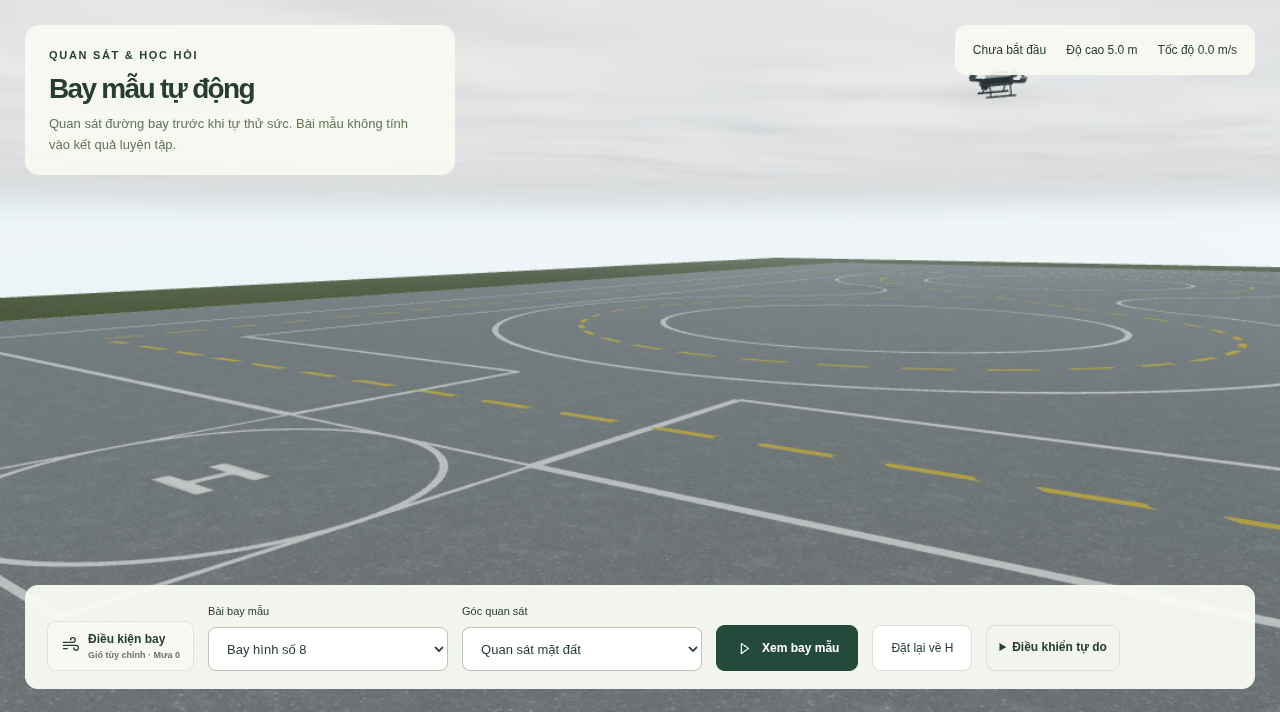 QUAN SÁT & HỌC HỎI
Bay mẫu tự động
Quan sát đường bay trước khi tự thử sức. Bài mẫu không tính
vào kết quả luyện tập.
Chưa bắt đầu Độ cao 5.0 m Tốc độ 0.0 m/s
H
Điều kiện bay
Gió tùy chỉnh · Mưa 0
Bài bay mẫu
Bay hình số 8
Góc quan sát
Quan sát mặt đất
Xem bay mẫu
Đặt lại về H
Điều khiển tự do